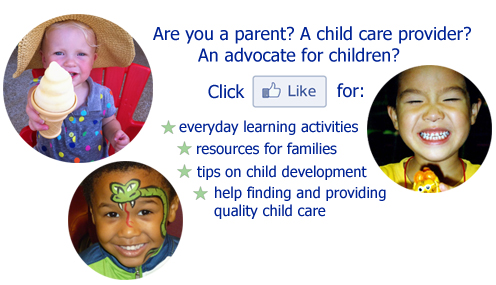 Are you a parent? A child care provider?
An advocate for children?
Click Like for:
everyday learning activities
resources for families
tips on child development
help finding and providing
quality child care